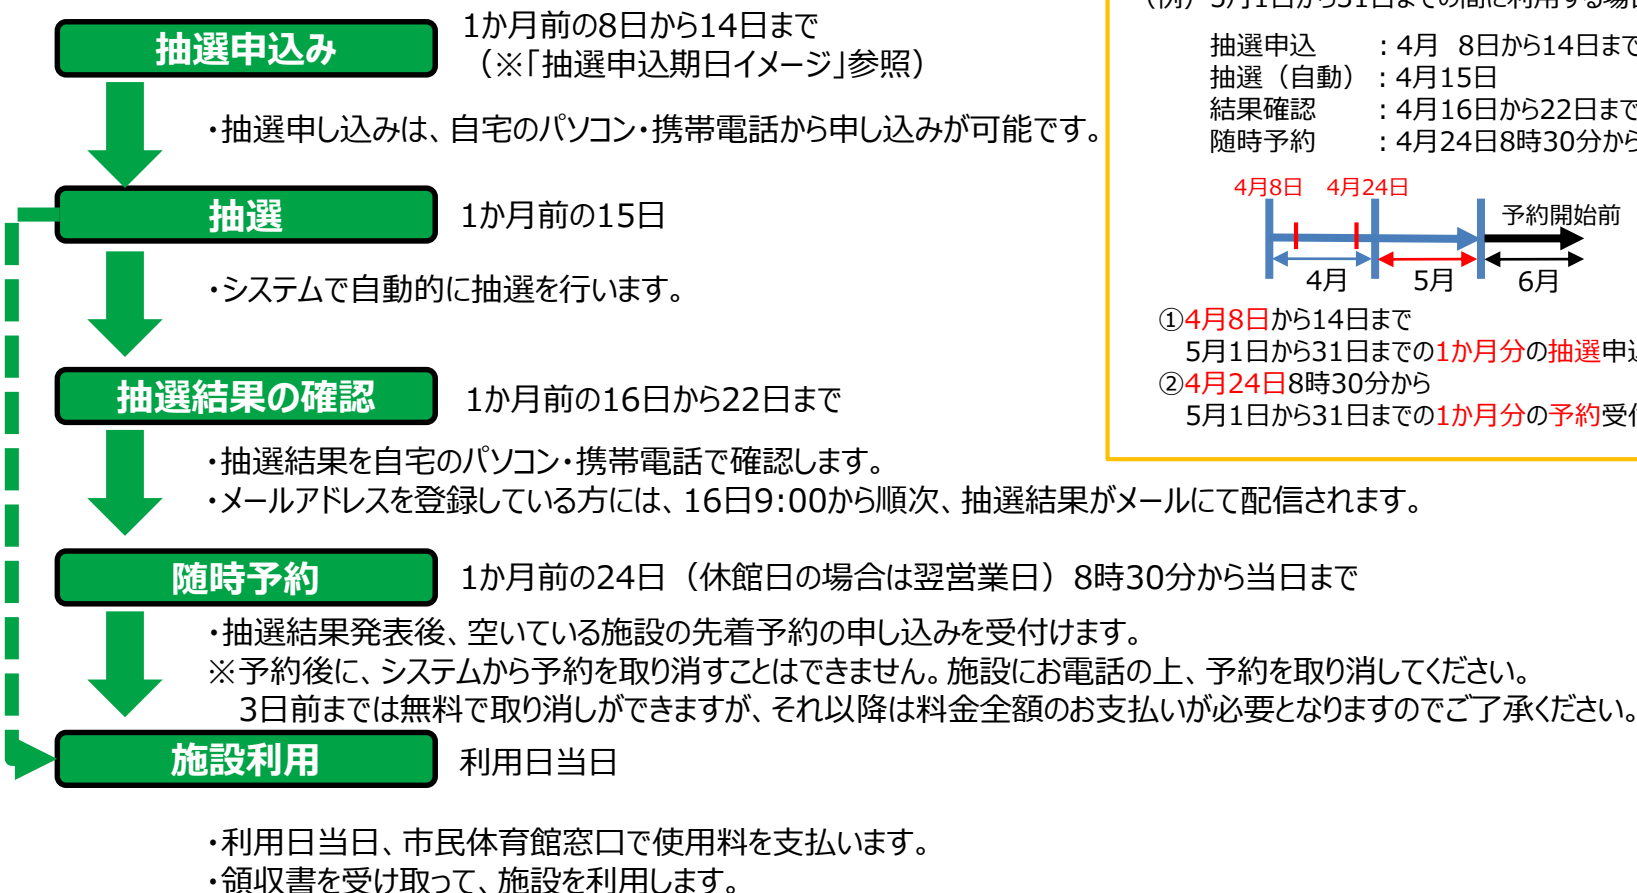 抽選申込み
1か月前の8日から14日まで
（※「抽選申込期日イメージ」参照）
・抽選申し込みは、自宅のパソコン・携帯電話から申し込みが可能です。
抽選
1か月前の15日
・システムで自動的に抽選を行います。
抽選結果の確認
1か月前の16日から22日まで
・抽選結果を自宅のパソコン・携帯電話で確認します。
・メールアドレスを登録している方には、16日9:00から順次、抽選結果がメールにて配信されます。
随時予約
1か月前の24日（休館日の場合は翌営業日）8時30分から当日まで
・抽選結果発表後、空いている施設の先着予約の申し込みを受付けます。
※予約後に、システムから予約を取り消すことはできません。施設にお電話の上、予約を取り消してください。
3日前までは無料で取り消しができますが、それ以降は料金全額のお支払いが必要となりますのでご了承ください。
施設利用
利用日当日
・利用日当日、市民体育館窓口で使用料を支払います。
・領収書を受け取って、施設を利用します。
（例）5月1日から31日までの間に利用する場
抽選申込 ：4月 8日から14日まで
抽選（自動）：4月15日
結果確認 ：4月16日から22日まで
随時予約 ：4月24日8時30分から
4月8日 4月24日
予約開始前
4月 5月 6月
①4月8日から14日まで
5月1日から31日までの1か月分の抽選申
②4月24日8時30分から
5月1日から31日までの1か月分の予約受